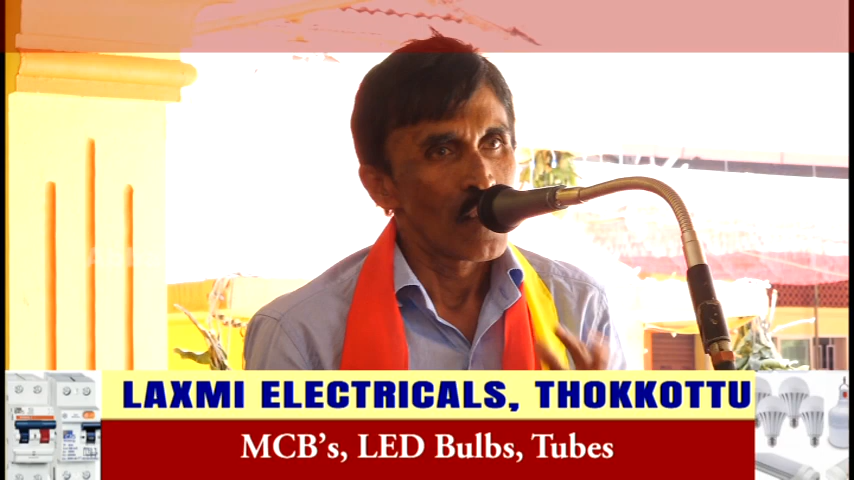 LAXMI ELECTRICALS, THOKKOTTU
MCB's, LED Bulbs, Tubes